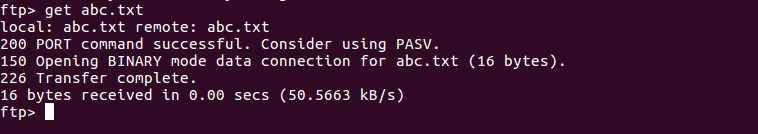 ftp> get abc.txt
local: abc.txt remote: abc.txt
200 PORT command successful. Consider using PASV.
150 Opening BINARY mode data connection for abc.txt (16 bytes).
226 Transfer complete.
16 bytes received in 0.00 secs (50.5663 kB/s)
ftp>